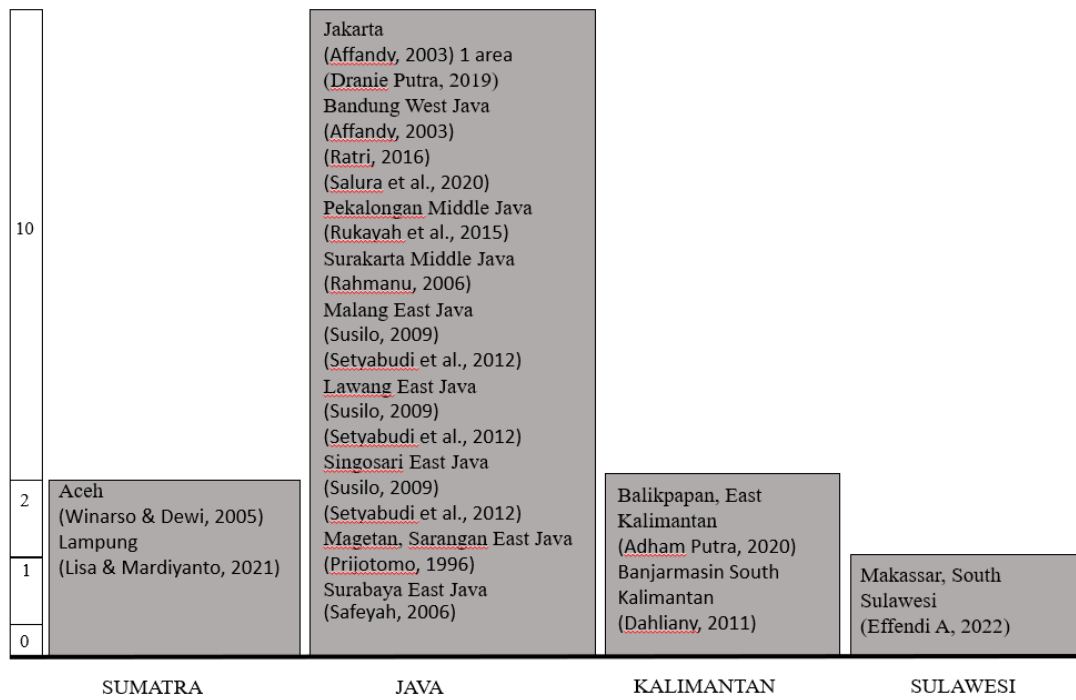 10
2
1
0
Aceh
(Winarso & Dewi, 2005)
Lampung
(Lisa & Mardiyanto, 2021)
Jakarta
(Affandy, 2003) 1 area
(Dranie Putra, 2019)
Bandung West Java
(Affandy, 2003)
(Ratri, 2016)
(Salura et al., 2020)
Pekalongan Middle Java
(Rukayah et al., 2015)
Surakarta Middle Java
(Rahmanu, 2006)
Malang East Java
(Susilo, 2009)
(Setyabudi et al., 2012)
Lawang East Java
(Susilo, 2009)
(Setyabudi et al., 2012)
Singosari East Java
(Susilo, 2009)
(Setyabudi et al., 2012)
Magetan, Sarangan East Java
(Prijotomo, 1996)
Surabaya East Java
(Safeyah, 2006)
Balikpapan, East
Kalimantan
(Adham Putra, 2020)
Banjarmasin South
Kalimantan
(Dahliany, 2011)
Makassar, South
Sulawesi
(Effendi A, 2022)
SUMATRA
JAVA
KALIMANTAN
SULAWESI